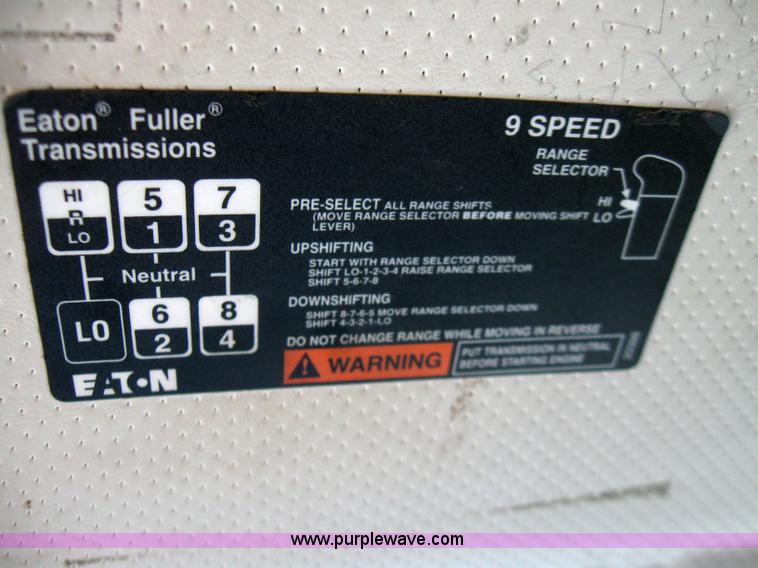 Eaton® Fuller®
Transmissions
9 SPEED
RANGE
SELECTOR
HI
LO
HI
R
LO
5
1
7
3
Neutral
LO
6
2
8
4
PRE-SELECT ALL RANGE SHIFTS
(MOVE RANGE SELECTOR BEFORE MOVING SHIFT
LEVER)
UPSHIFTING
START WITH RANGE SELECTOR DOWN
SHIFT LO-1-2-3-4 RAISE RANGE SELECTOR
SHIFT 5-6-7-8
DOWNSHIFTING
SHIFT 8-7-6-5 MOVE RANGE SELECTOR DOWN
SHIFT 4-3-2-1-LO
DO NOT CHANGE RANGE WHILE MOVING IN REVERSE
WARNING
PUT TRANSMISSION IN NEUTRAL
BEFORE STARTING ENGINE
EATON
www.purplewave.com